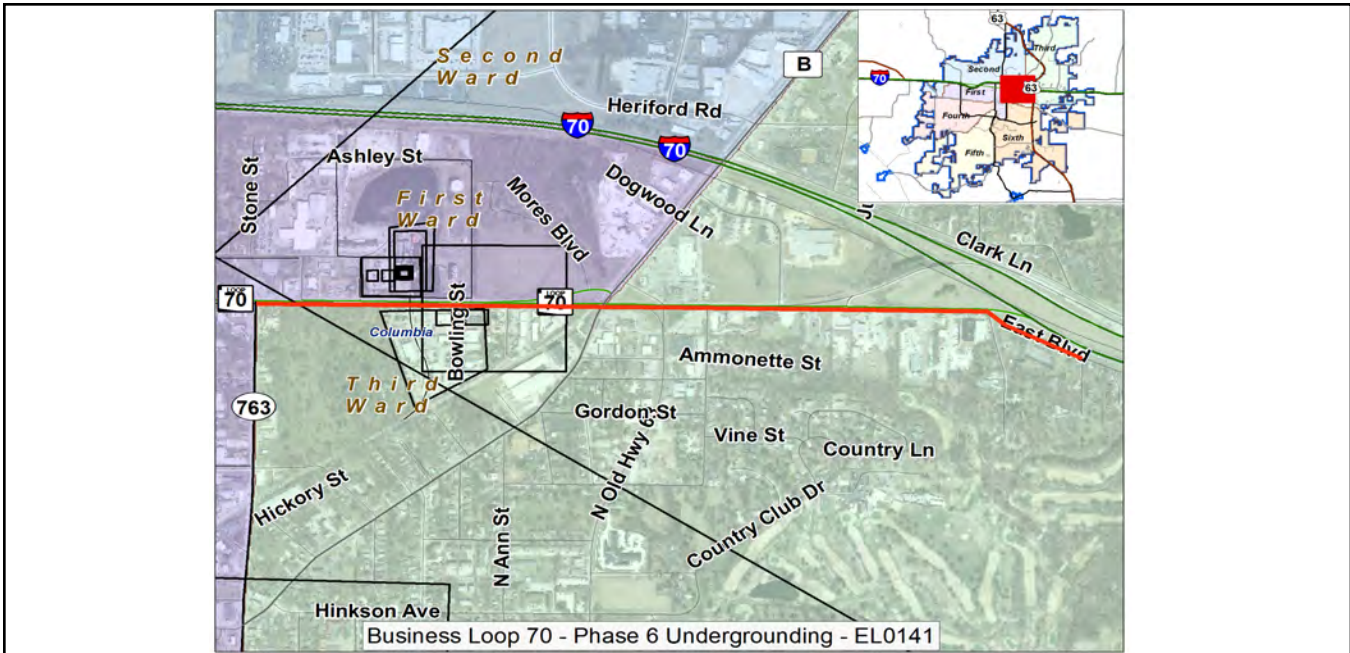 Second
Ward
B
63
Third
Second
70
63
First
Fourth
Sixth
Fifth
Heriford Rd
70
70
Ashley St
Stone St
First
Ward
Mores Blvd
Dogwood Ln
Clark Ln
LOOP
70
LOOP
70
Bowling St
Columbia
East Blvd
Third
Ward
Ammonette St
763
Gordon St
Vine St
Country Ln
N Old Hwy 63
Hickory St
N Ann St
Country Club Dr
Hinkson Ave
Business Loop 70 - Phase 6 Undergrounding - EL0141